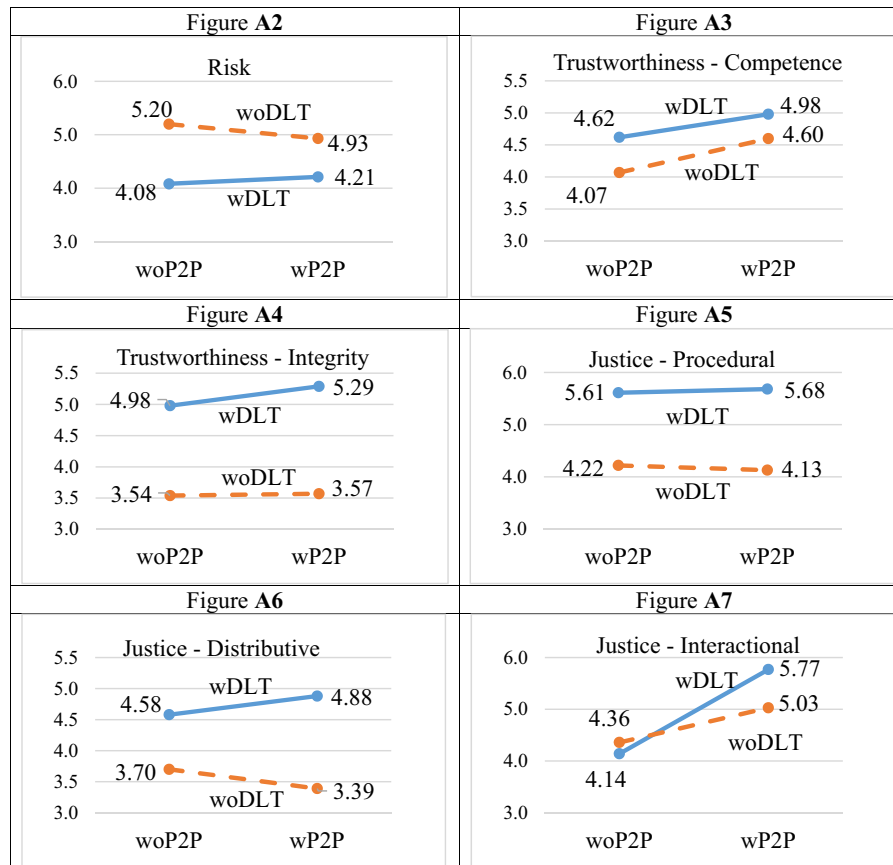 Figure A2
Risk
6.0
5.0
4.0
3.0
5.20
woDLT
4.93
4.08
wDLT
4.21
woP2P
wP2P
Figure A3
Trustworthiness - Competence
5.5
5.0
4.5
4.0
3.5
3.0
4.62
wDLT
4.98
4.60
woDLT
4.07
woP2P
wP2P
Figure A4
Trustworthiness - Integrity
5.5
5.0
4.5
4.0
3.5
3.0
4.98
wDLT
5.29
woDLT
3.54
3.57
woP2P
wP2P
Figure A5
Justice - Procedural
6.0
5.0
4.0
3.0
5.61
wDLT
5.68
4.22
woDLT
4.13
woP2P
wP2P
Figure A6
Justice - Distributive
5.5
5.0
4.5
4.0
3.5
3.0
4.58
wDLT
4.88
3.70
woDLT
3.39
woP2P
wP2P
Figure A7
Justice - Interactional
6.0
5.0
4.0
3.0
wDLT
5.77
4.36
5.03
woDLT
4.14
woP2P
wP2P